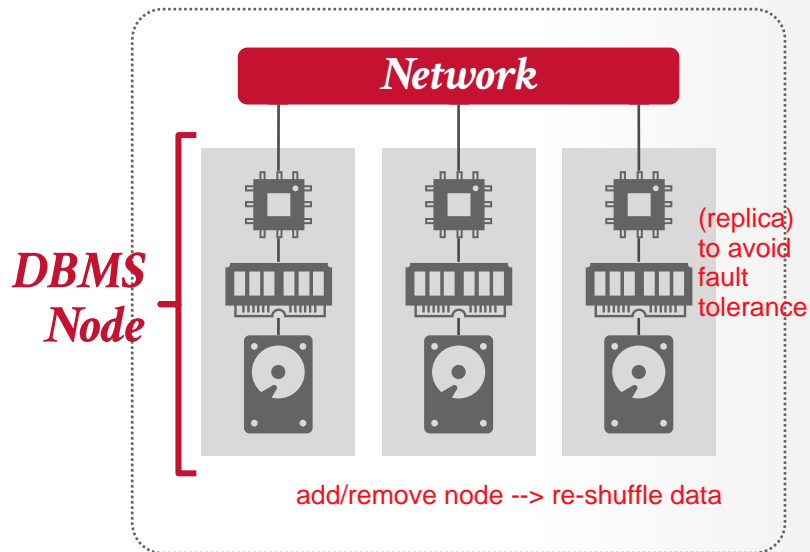 Network
DBMS
Node
(replica)
to avoid
fault
tolerance
add/remove node --> re-shuffle data